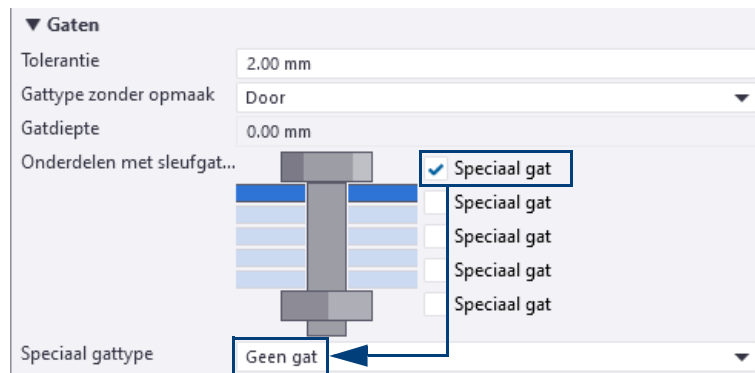 ▼ Gaten
Tolerantie 2.00 mm
Gattype zonder opmaak Door
Gatdiepte 0.00 mm
Onderdelen met sleufgat... Speciaal gat
Speciaal gat
Speciaal gat
Speciaal gat
Speciaal gat
Speciaal gattype Geen gat